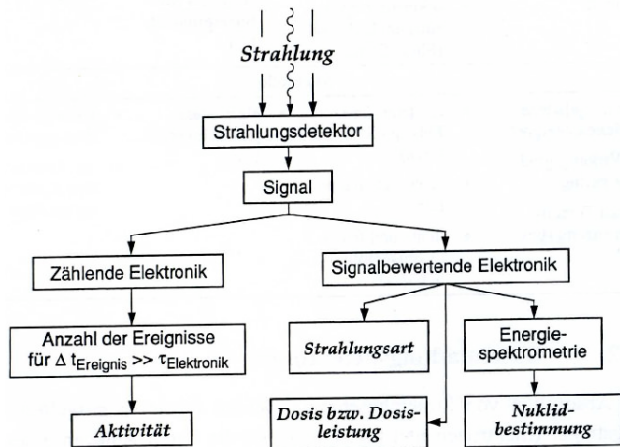 Strahlung
Strahlungsdetektor
Signal
Zählende Elektronik
Signalbewertende Elektronik
Anzahl der Ereignisse
für Δ tEreignis >> τElektronik
Strahlungsart
Energie-
spektrometrie
Aktivität
Dosis bzw. Dosis-
leistung
Nuklid-
bestimmung